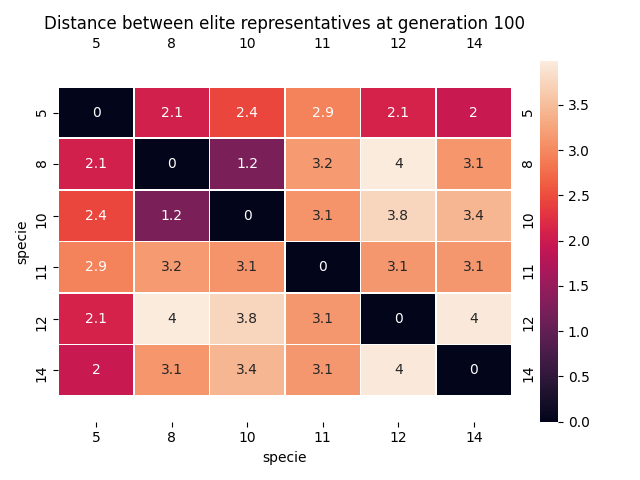 Distance between elite representatives at generation 100
5 8 10 11 12 14
5 0 2.1 2.4 2.9 2.1 2 5
8 2.1 0 1.2 3.2 4 3.1 8
10 2.4 1.2 0 3.1 3.8 3.4 10
11 2.9 3.2 3.1 0 3.1 3.1 11
12 2.1 4 3.8 3.1 0 4 12
14 2 3.1 3.4 3.1 4 0 14
5 8 10 11 12 14
specie
specie
3.5
3.0
2.5
2.0
1.5
1.0
0.5
0.0